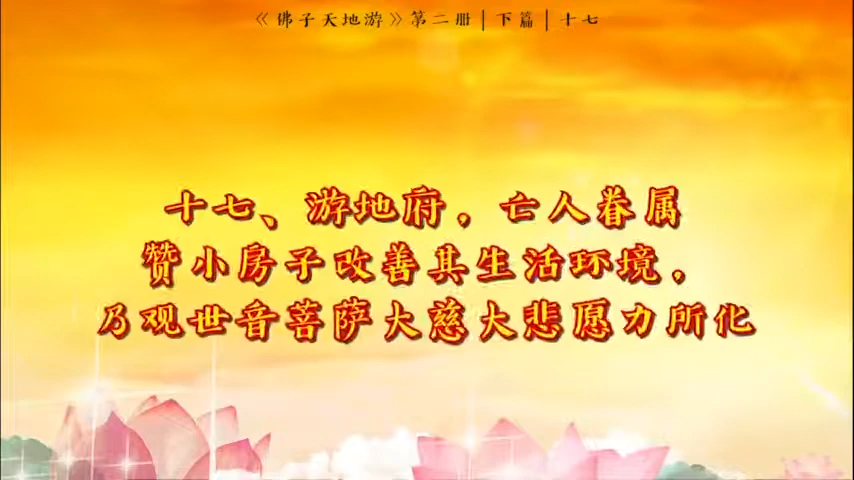 《佛子天地游》第二册|下篇|十七
十七、游地府，亡人眷属
赞小房子改善其生活环境，
乃观世音菩萨大慈大悲愿力所化